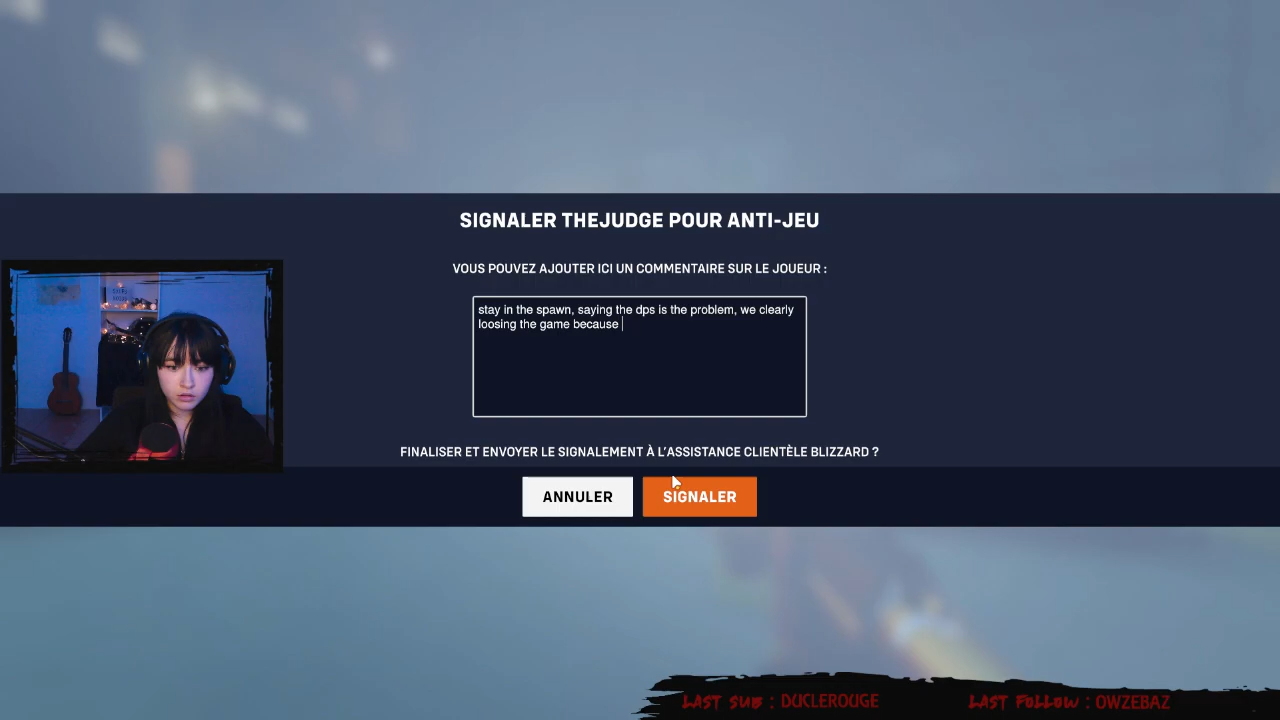 SIGNALER THEJUDGE POUR ANTI-JEU
VOUS POUVEZ AJOUTER ICI UN COMMENTAIRE SUR LE JOUEUR :
stay in the spawn, saying the dps is the problem, we clearly
loosing the game because
FINALISER ET ENVOYER LE SIGNALEMENT À L'ASSISTANCE CLIENTÈLE BLIZZARD ?
ANNULER
SIGNALER
LAST SUB : DUCLEROUGE
LAST FOLLOW : OWZEBAZ